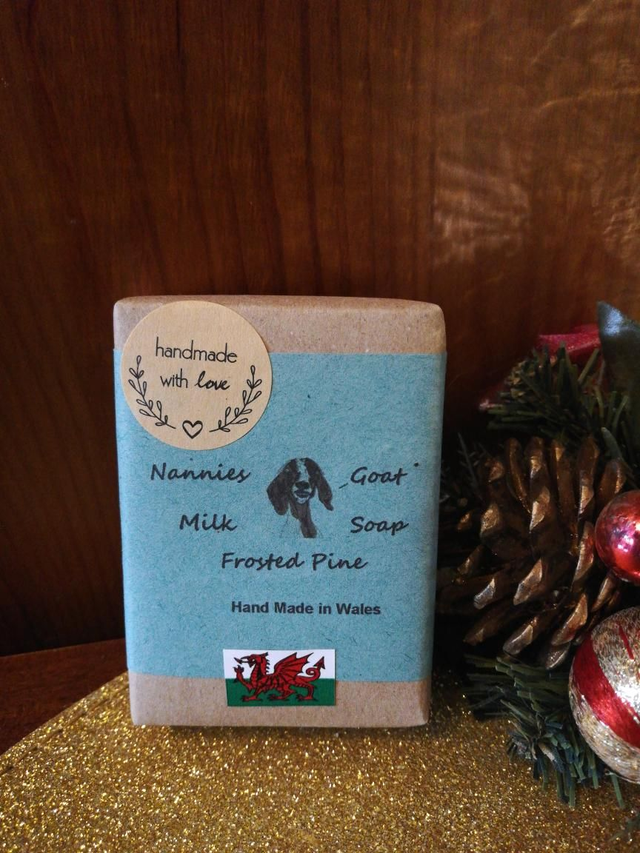 handmade
with love
Nannies Goat
Milk Soap
Frosted Pine
Hand Made in Wales